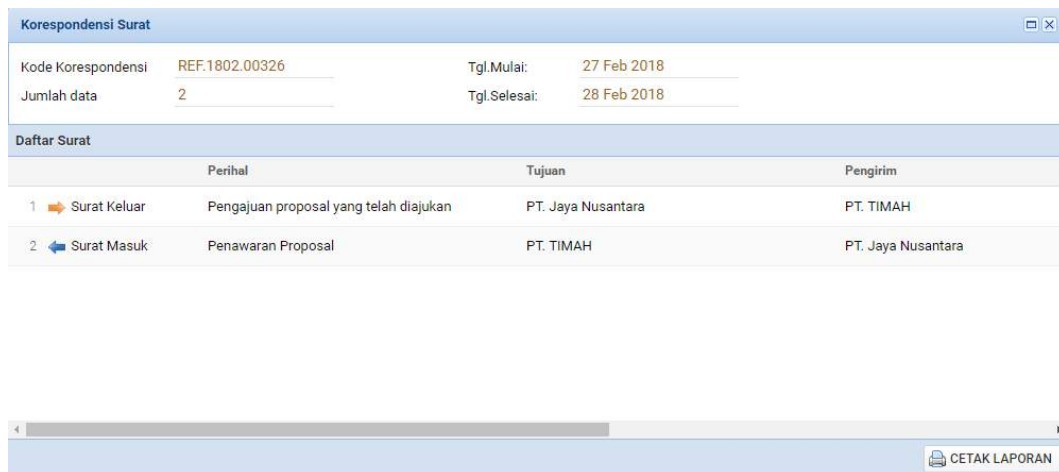 Korespondensi Surat
Kode Korespondensi REF.1802.00326 Tgl.Mulai: 27 Feb 2018
Jumlah data 2 Tgl.Selesai: 28 Feb 2018
Daftar Surat
Perihal Tujuan Pengirim
1 Surat Keluar Pengajuan proposal yang telah diajukan PT. Jaya Nusantara PT. TIMAH
2 Surat Masuk Penawaran Proposal PT. TIMAH PT. Jaya Nusantara
CETAK LAPORAN